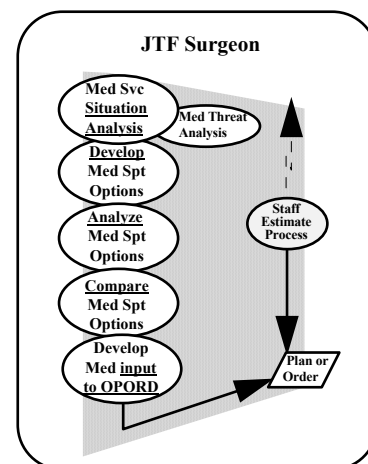 JTF Surgeon
Med Svc
Situation
Analysis
Med Threat
Analysis
Develop
Med Spt
Options
Analyze
Med Spt
Options
Compare
Med Spt
Options
Develop
Med input
to OPORD
Staff
Estimate
Process
Plan or
Order